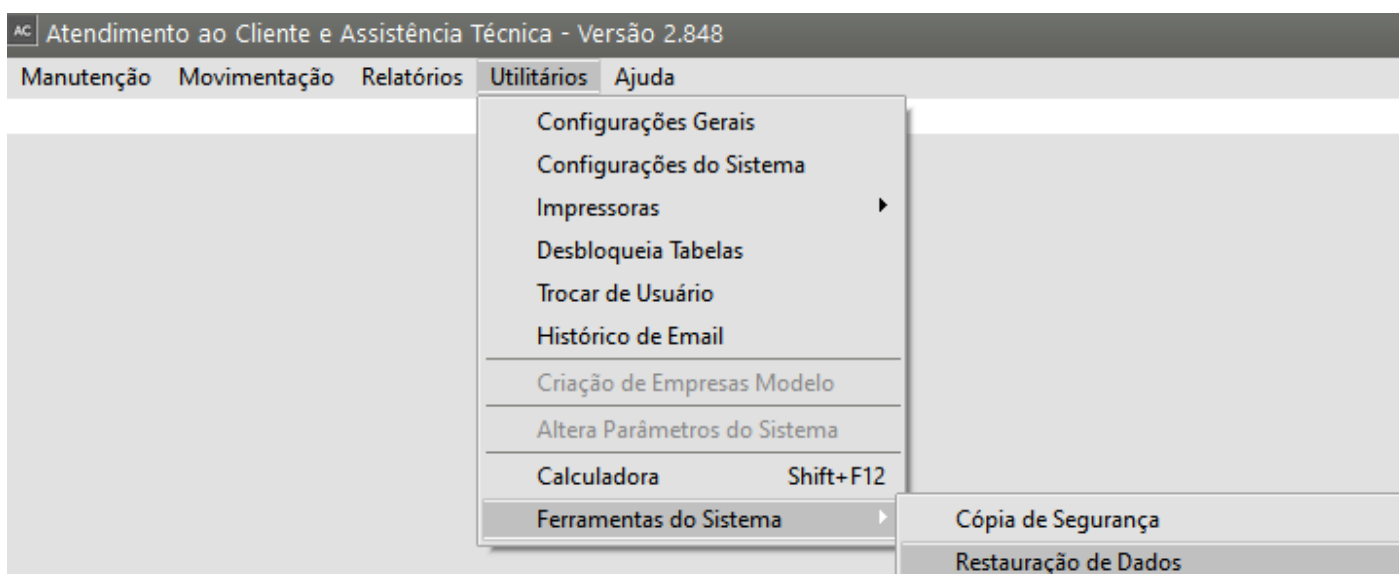 AC Atendimento ao Cliente e Assistência Técnica - Versão 2.848
Manutenção Movimentação Relatórios Utilitários Ajuda
Configurações Gerais
Configurações do Sistema
Impressoras
Desbloqueia Tabelas
Trocar de Usuário
Histórico de Email
Criação de Empresas Modelo
Altera Parâmetros do Sistema
Calculadora Shift+F12
Ferramentas do Sistema
Cópia de Segurança
Restauração de Dados